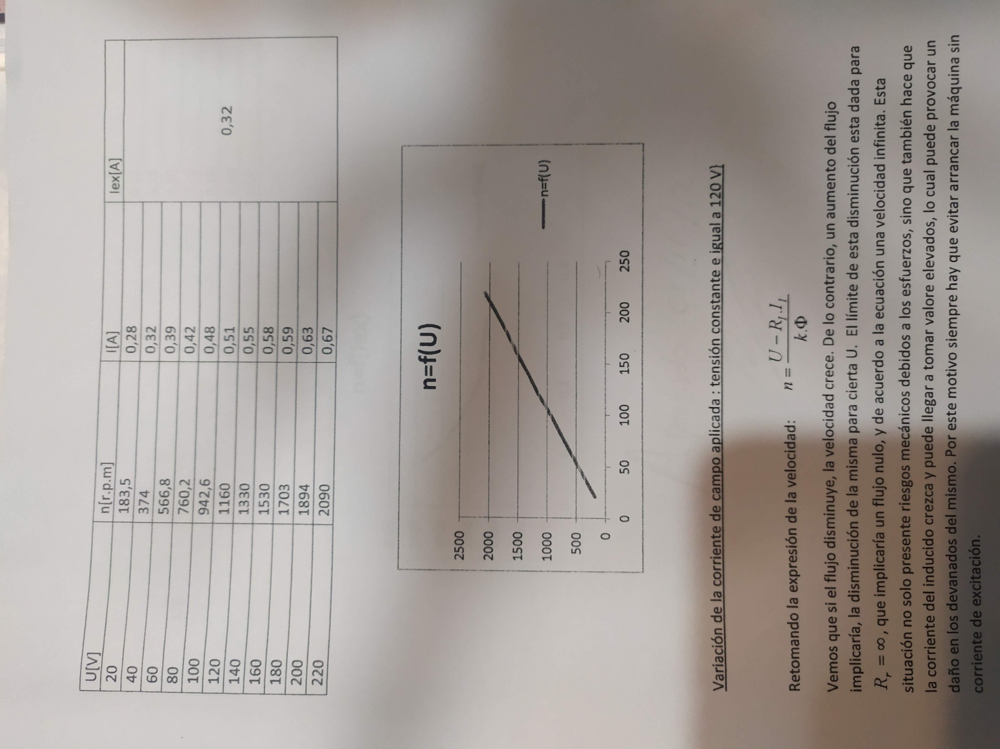 U[V] n[r.p.m] I[A] Iex[A]
20 183,5 0,28 0,32
40 374 0,32
60 566,8 0,39
80 760,2 0,42
100 942,6 0,48
120 1160 0,51
140 1330 0,55
160 1530 0,58
180 1703 0,59
200 1894 0,63
220 2090 0,67
n=f(U)
2500
2000
1500
1000
500
0
0 50 100 150 200 250
n=f(U)
Variación de la corriente de campo aplicada : tensión constante e igual a 120 V}
Retomando la expresión de la velocidad: n = (U − R_I . I_I) / (k.Φ)
Vemos que si el flujo disminuye, la velocidad crece. De lo contrario, un aumento del flujo
implicaría, la disminución de la misma para cierta U. El límite de esta disminución esta dada para
R_r = ∞ , que implicaría un flujo nulo, y de acuerdo a la ecuación una velocidad infinita. Esta
situación no solo presente riesgos mecánicos debidos a los esfuerzos, sino que también hace que
la corriente del inducido crezca y puede llegar a tomar valore elevados, lo cual puede provocar un
daño en los devanados del mismo. Por este motivo siempre hay que evitar arrancar la máquina sin
corriente de excitación.